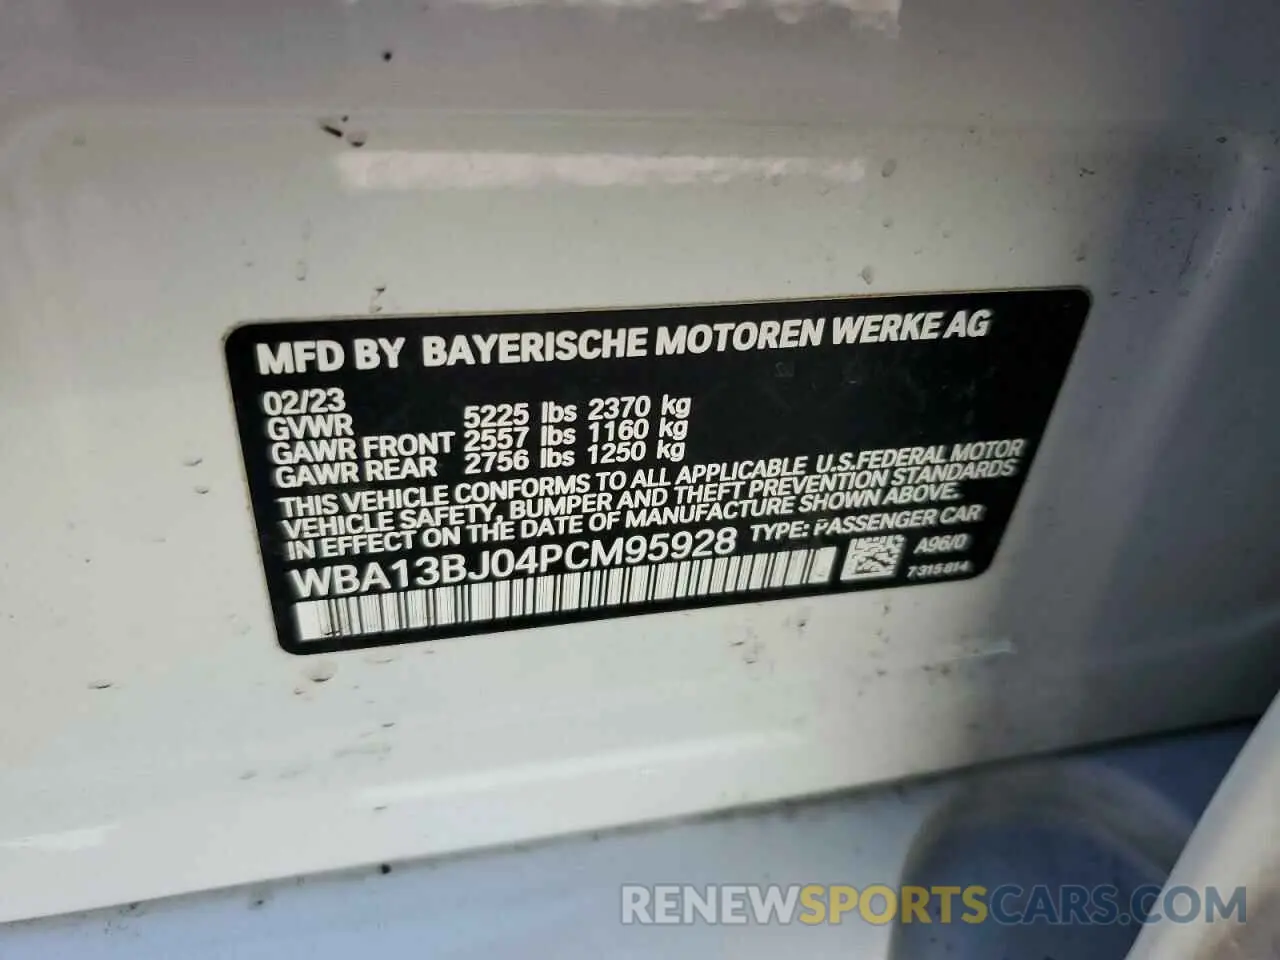 MFD BY BAYERISCHE MOTOREN WERKE AG
02/23
GVWR 5225 lbs 2370 kg
GAWR FRONT 2557 lbs 1160 kg
GAWR REAR 2756 lbs 1250 kg
THIS VEHICLE CONFORMS TO ALL APPLICABLE U.S.FEDERAL MOTOR
VEHICLE SAFETY, BUMPER AND THEFT PREVENTION STANDARDS
IN EFFECT ON THE DATE OF MANUFACTURE SHOWN ABOVE.
WBA13BJ04PCM95928 TYPE: PASSENGER CAR
A96/0
7315814
RENEWSPORTSCARS.COM